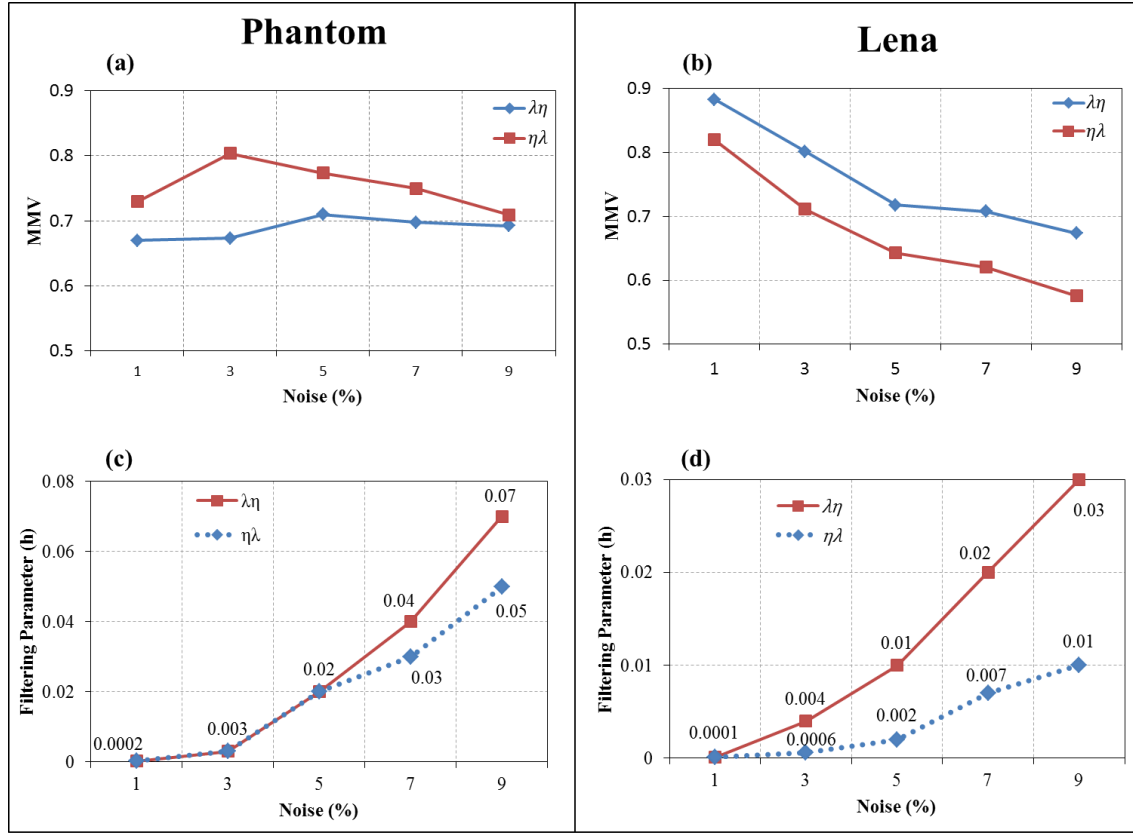 Phantom
(a)
0.9
0.8
0.7
0.6
0.5
MMV
λη
ηλ
1 3 5 7 9
Noise (%)
Lena
(b)
0.9
0.8
0.7
0.6
0.5
MMV
λη
ηλ
1 3 5 7 9
Noise (%)
(c)
0.08
0.06
0.04
0.02
0
Filtering Parameter (h)
λη
ηλ
0.07
0.04
0.05
0.02
0.03
0.003
0.0002
1 3 5 7 9
Noise (%)
(d)
0.03
0.02
0.01
0
Filtering Parameter (h)
λη
ηλ
0.03
0.02
0.01
0.01
0.004
0.007
0.002
0.0001
0.0006
1 3 5 7 9
Noise (%)